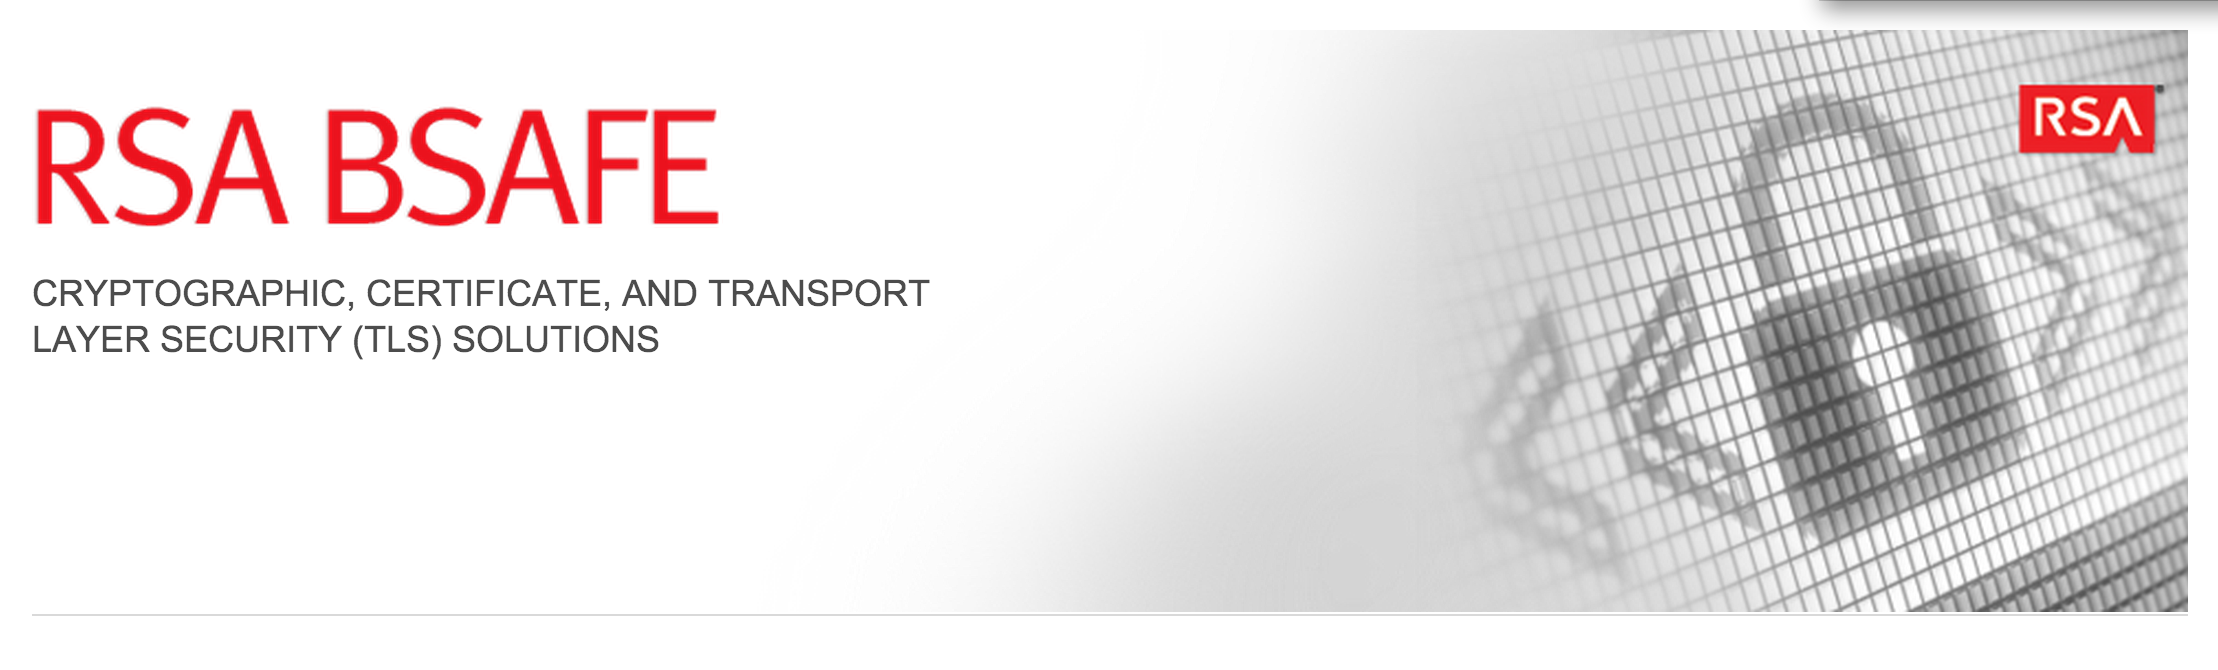 RSA BSAFE
RSA
CRYPTOGRAPHIC, CERTIFICATE, AND TRANSPORT
LAYER SECURITY (TLS) SOLUTIONS